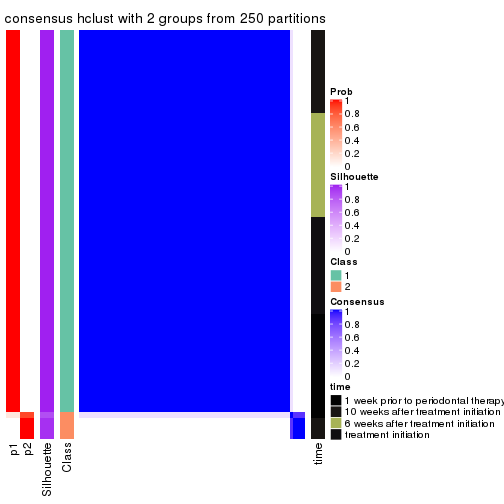 consensus hclust with 2 groups from 250 partitions
Prob
1
0.8
0.6
0.4
0.2
0
Silhouette
1
0.8
0.6
0.4
0.2
0
Class
1
2
Consensus
1
0.8
0.6
0.4
0.2
0
time
1 week prior to periodontal therapy
10 weeks after treatment initiation
6 weeks after treatment initiation
treatment initiation
p1
p2
Silhouette
Class
time